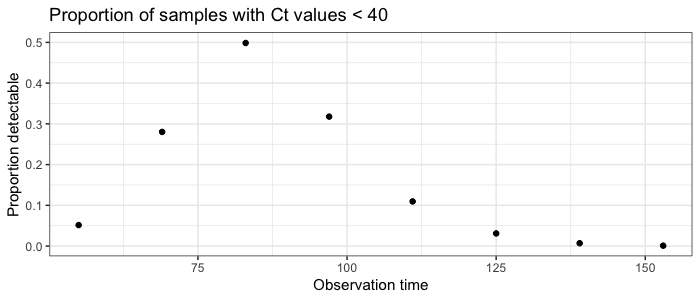 Proportion of samples with Ct values < 40
Proportion detectable
0.5
0.4
0.3
0.2
0.1
0.0
75 100 125 150
Observation time